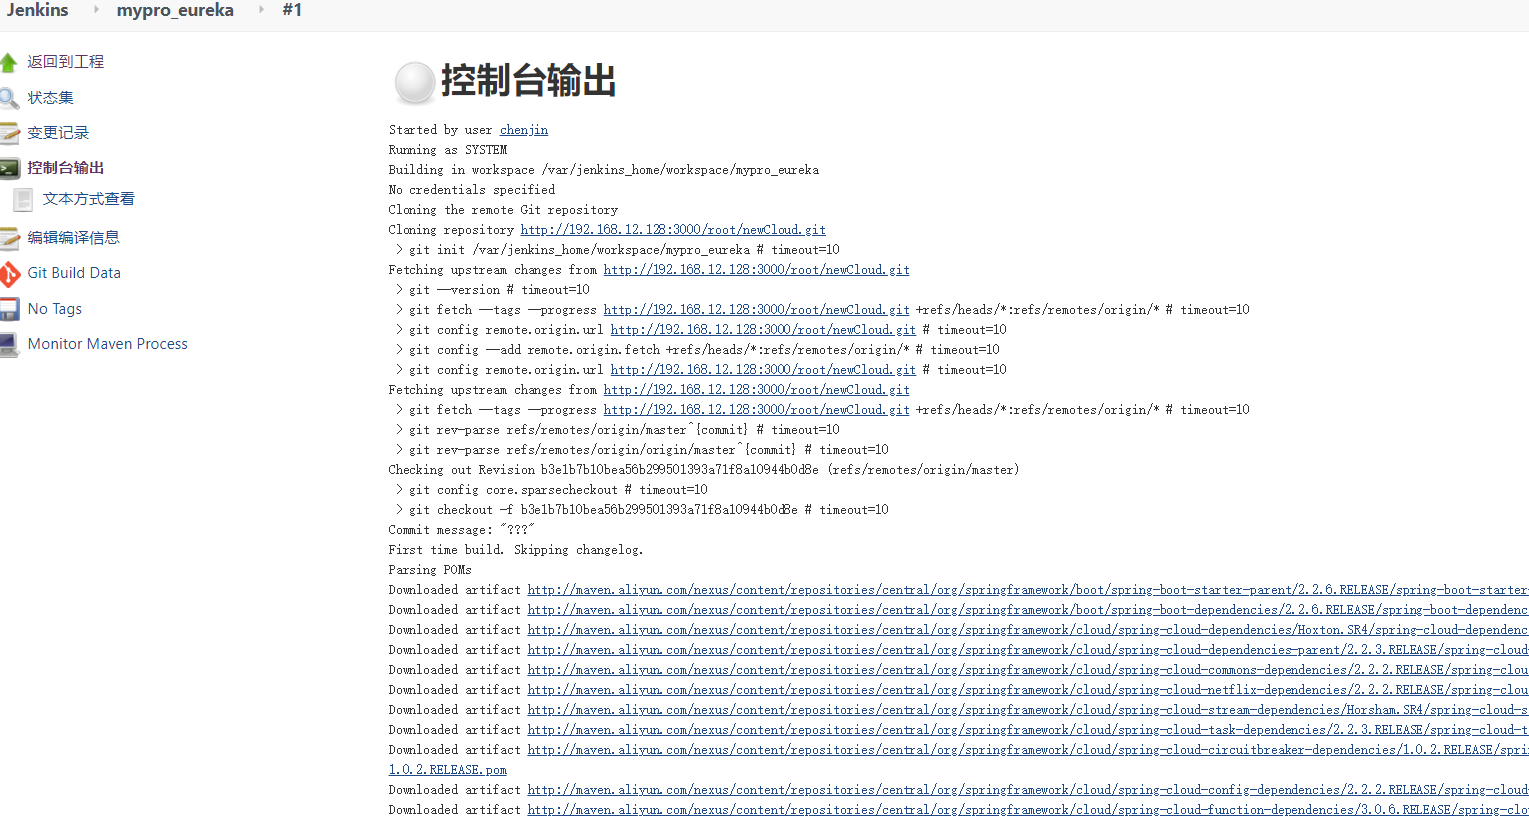 Jenkins mypro_eureka #1
返回到工程
状态集
变更记录
控制台输出
文本方式查看
编辑编译信息
Git Build Data
No Tags
Monitor Maven Process
控制台输出
Started by user chenjin
Running as SYSTEM
Building in workspace /var/jenkins_home/workspace/mypro_eureka
No credentials specified
Cloning the remote Git repository
Cloning repository http://192.168.12.128:3000/root/newCloud.git
> git init /var/jenkins_home/workspace/mypro_eureka # timeout=10
Fetching upstream changes from http://192.168.12.128:3000/root/newCloud.git
> git --version # timeout=10
> git fetch --tags --progress http://192.168.12.128:3000/root/newCloud.git +refs/heads/*:refs/remotes/origin/* # timeout=10
> git config remote.origin.url http://192.168.12.128:3000/root/newCloud.git # timeout=10
> git config --add remote.origin.fetch +refs/heads/*:refs/remotes/origin/* # timeout=10
> git config remote.origin.url http://192.168.12.128:3000/root/newCloud.git # timeout=10
Fetching upstream changes from http://192.168.12.128:3000/root/newCloud.git
> git fetch --tags --progress http://192.168.12.128:3000/root/newCloud.git +refs/heads/*:refs/remotes/origin/* # timeout=10
> git rev-parse refs/remotes/origin/master^{commit} # timeout=10
> git rev-parse refs/remotes/origin/origin/master^{commit} # timeout=10
Checking out Revision b3e1b7b10bea56b299501393a71f8a10944b0d8e (refs/remotes/origin/master)
> git config core.sparsecheckout # timeout=10
> git checkout -f b3e1b7b10bea56b299501393a71f8a10944b0d8e # timeout=10
Commit message: "???"
First time build. Skipping changelog.
Parsing POMs
Downloaded artifact http://maven.aliyun.com/nexus/content/repositories/central/org/springframework/boot/spring-boot-starter-parent/2.2.6.RELEASE/spring-boot-starter-
Downloaded artifact http://maven.aliyun.com/nexus/content/repositories/central/org/springframework/boot/spring-boot-dependencies/2.2.6.RELEASE/spring-boot-dependenc
Downloaded artifact http://maven.aliyun.com/nexus/content/repositories/central/org/springframework/cloud/spring-cloud-dependencies/Hoxton.SR4/spring-cloud-dependenc
Downloaded artifact http://maven.aliyun.com/nexus/content/repositories/central/org/springframework/cloud/spring-cloud-dependencies-parent/2.2.3.RELEASE/spring-cloud-
Downloaded artifact http://maven.aliyun.com/nexus/content/repositories/central/org/springframework/cloud/spring-cloud-commons-dependencies/2.2.2.RELEASE/spring-clou
Downloaded artifact http://maven.aliyun.com/nexus/content/repositories/central/org/springframework/cloud/spring-cloud-netflix-dependencies/2.2.2.RELEASE/spring-clou
Downloaded artifact http://maven.aliyun.com/nexus/content/repositories/central/org/springframework/cloud/spring-cloud-stream-dependencies/Horsham.SR4/spring-cloud-s
Downloaded artifact http://maven.aliyun.com/nexus/content/repositories/central/org/springframework/cloud/spring-cloud-task-dependencies/2.2.3.RELEASE/spring-cloud-t
Downloaded artifact http://maven.aliyun.com/nexus/content/repositories/central/org/springframework/cloud/spring-cloud-circuitbreaker-dependencies/1.0.2.RELEASE/spri
1.0.2.RELEASE.pom
Downloaded artifact http://maven.aliyun.com/nexus/content/repositories/central/org/springframework/cloud/spring-cloud-config-dependencies/2.2.2.RELEASE/spring-cloud-
Downloaded artifact http://maven.aliyun.com/nexus/content/repositories/central/org/springframework/cloud/spring-cloud-function-dependencies/3.0.6.RELEASE/spring-clo